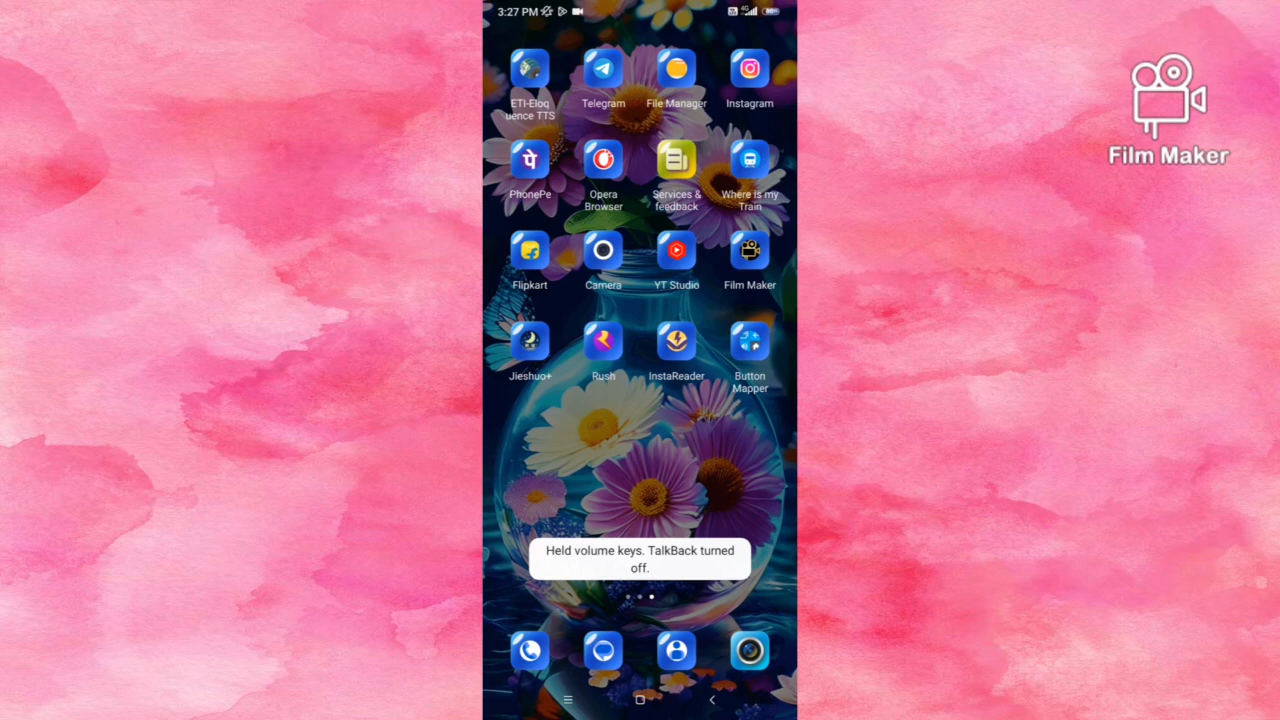 3:27 PM
4G
Film Maker
ETI-Eloq
uence TTS
Telegram
File Manager
Instagram
पे
PhonePe
Opera
Browser
Services &
feedback
Where is my
Train
Flipkart
Camera
YT Studio
Film Maker
Jieshuo+
Rush
InstaReader
Button
Mapper
Held volume keys. TalkBack turned
off.